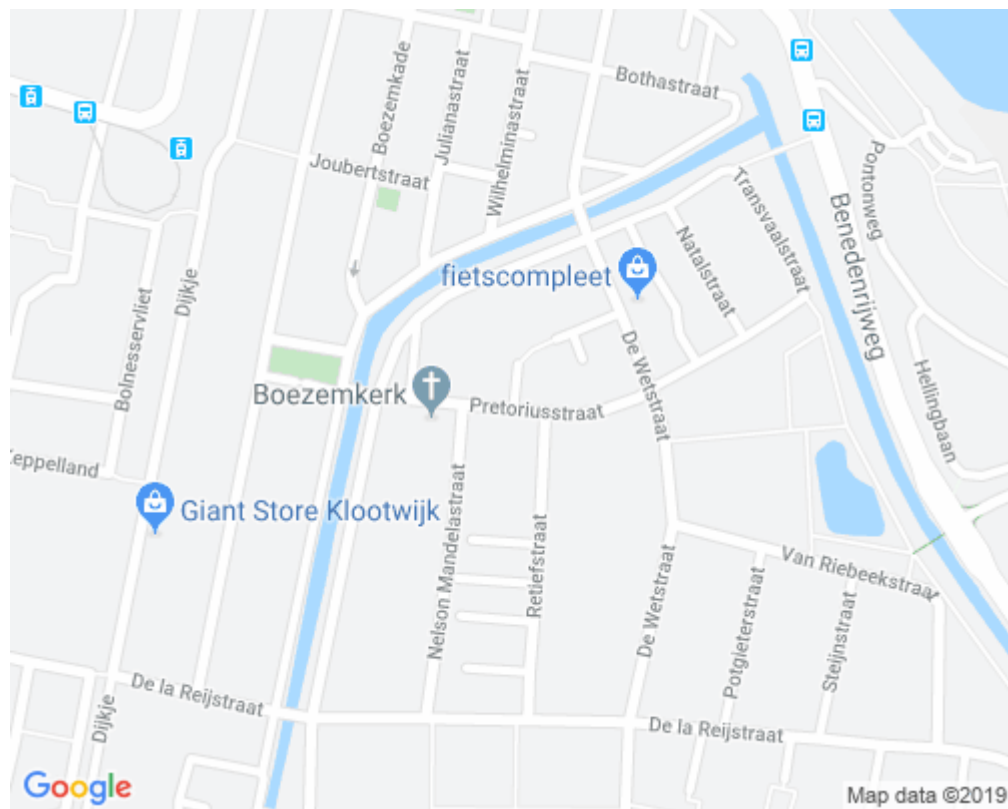 Bothastraat
Boezemkade
Julianastraat
Wilhelminastraat
Joubertstraat
Pontonweg
Transvaalstraat
Benedenrijweg
Natalstraat
fietscompleet
Dijkje
Bolnesservliet
De Wetstraat
Hellingbaan
Boezemkerk
Pretoriusstraat
Keppelland
Giant Store Klootwijk
Nelson Mandelastraat
Retiefstraat
Van Riebeekstraat
De Wetstraat
Potgieterstraat
Steijnstraat
De la Reijstraat
De la Reijstraat
Dijkje
Google
Map data ©2019